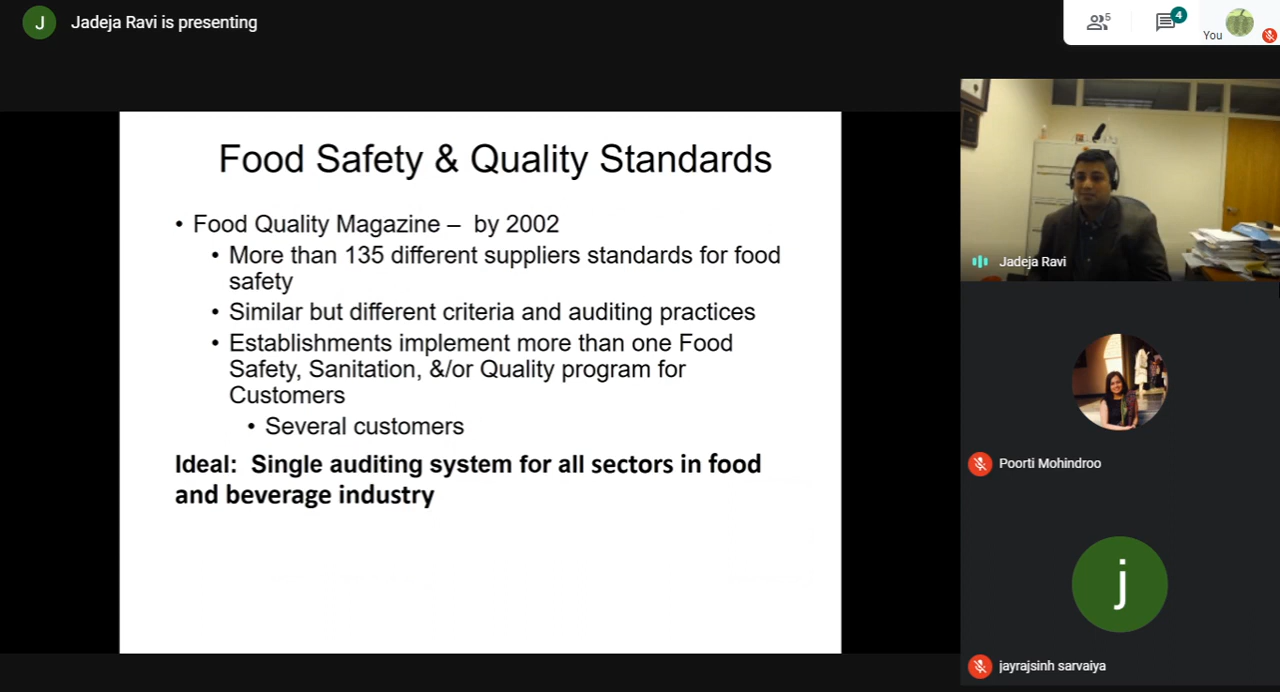 J
Jadeja Ravi is presenting
5
4
You
Food Safety & Quality Standards
• Food Quality Magazine – by 2002
• More than 135 different suppliers standards for food
safety
• Similar but different criteria and auditing practices
• Establishments implement more than one Food
Safety, Sanitation, &/or Quality program for
Customers
• Several customers
Ideal: Single auditing system for all sectors in food
and beverage industry
Jadeja Ravi
Poorti Mohindroo
j
jayrajsinh sarvaiya